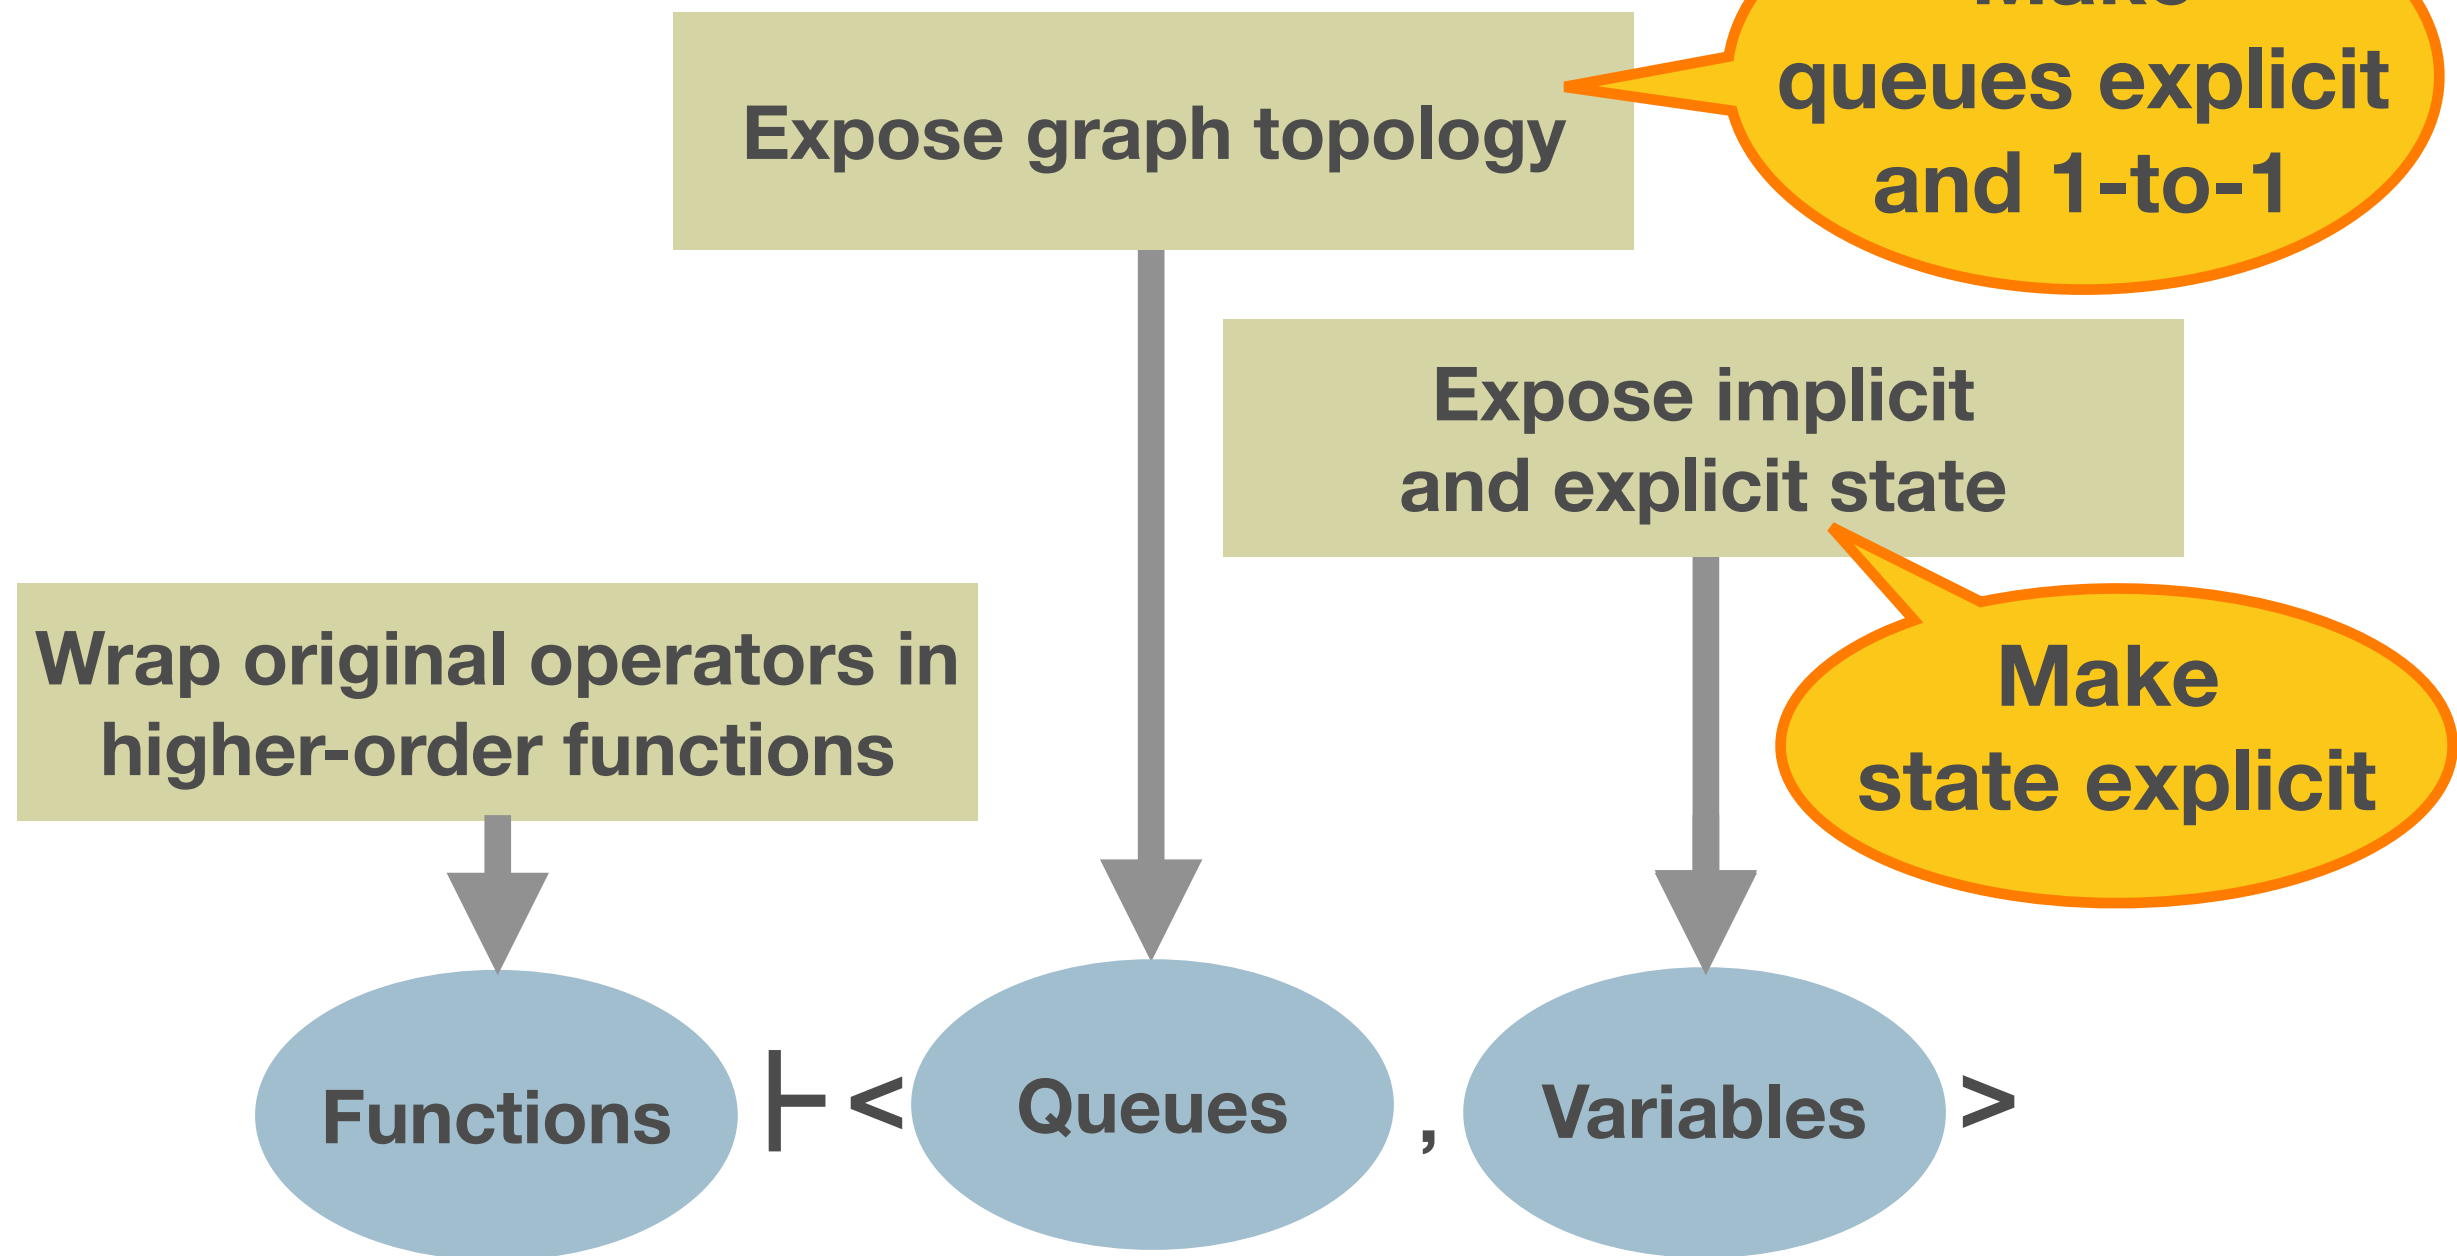 Make
queues explicit
and 1-to-1
Expose graph topology
Expose implicit
and explicit state
Wrap original operators in
higher-order functions
Make
state explicit
Functions ⊢ < Queues , Variables >